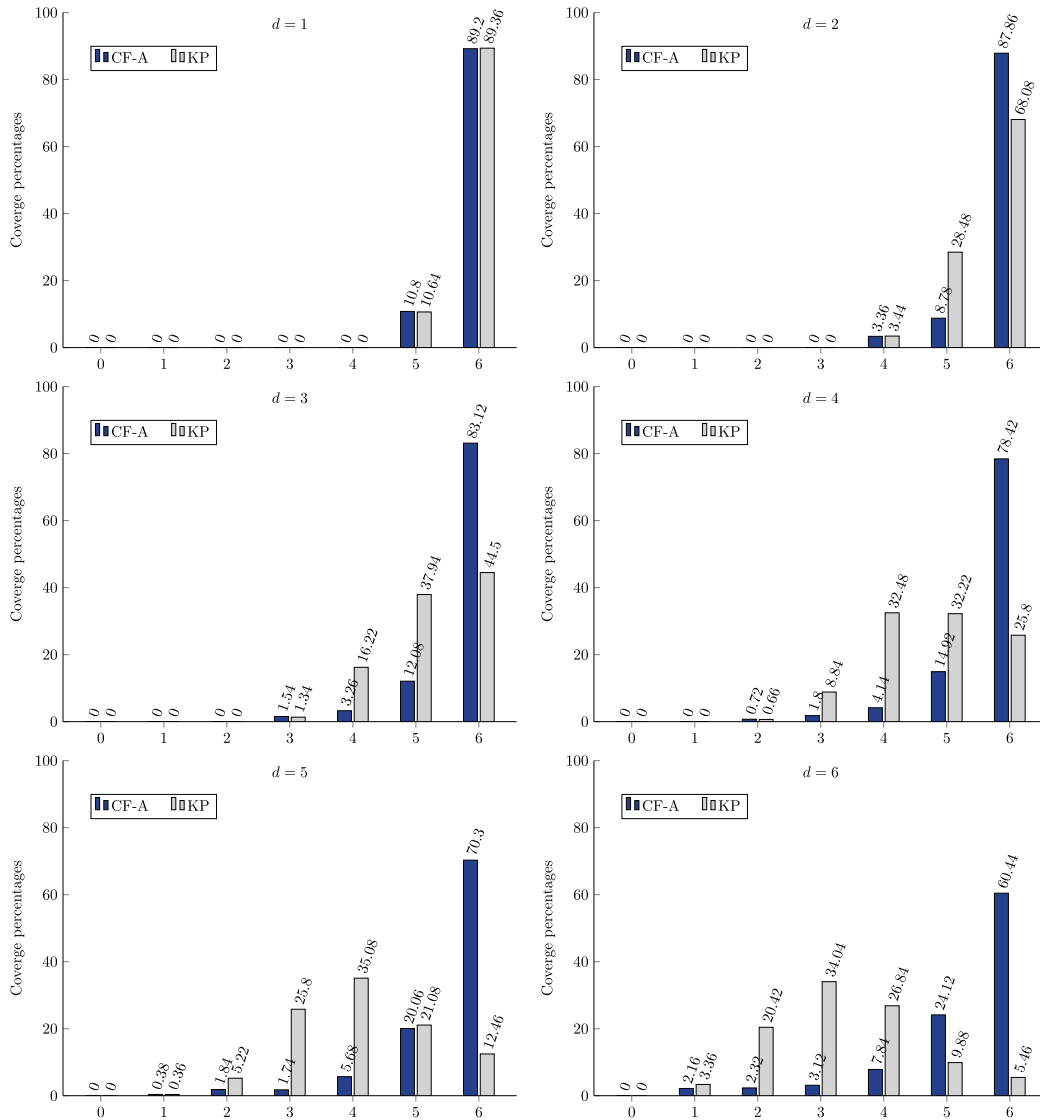 d = 1
CF-A KP
Coverge percentages
100
80
60
40
20
0
0 0 0 0 0 0 0 0 0 0 10.8 10.64 89.2 89.36
0 1 2 3 4 5 6
d = 2
CF-A KP
Coverge percentages
100
80
60
40
20
0
0 0 0 0 0 0 0 0 3.36 3.44 8.78 28.48 87.86 68.08
0 1 2 3 4 5 6
d = 3
CF-A KP
Coverge percentages
100
80
60
40
20
0
0 0 0 0 0 0 1.54 1.34 3.26 16.22 12.08 37.94 83.12 44.5
0 1 2 3 4 5 6
d = 4
CF-A KP
Coverge percentages
100
80
60
40
20
0
0 0 0 0 0.72 0.66 1.8 8.84 4.14 32.48 14.92 32.22 78.42 25.8
0 1 2 3 4 5 6
d = 5
CF-A KP
Coverge percentages
100
80
60
40
20
0
0 0 0.38 0.36 1.84 5.22 1.74 25.8 5.68 35.08 20.06 21.08 70.3 12.46
0 1 2 3 4 5 6
d = 6
CF-A KP
Coverge percentages
100
80
60
40
20
0
0 0 2.16 3.36 2.32 20.42 3.12 34.04 7.84 26.84 24.12 9.88 60.44 5.46
0 1 2 3 4 5 6